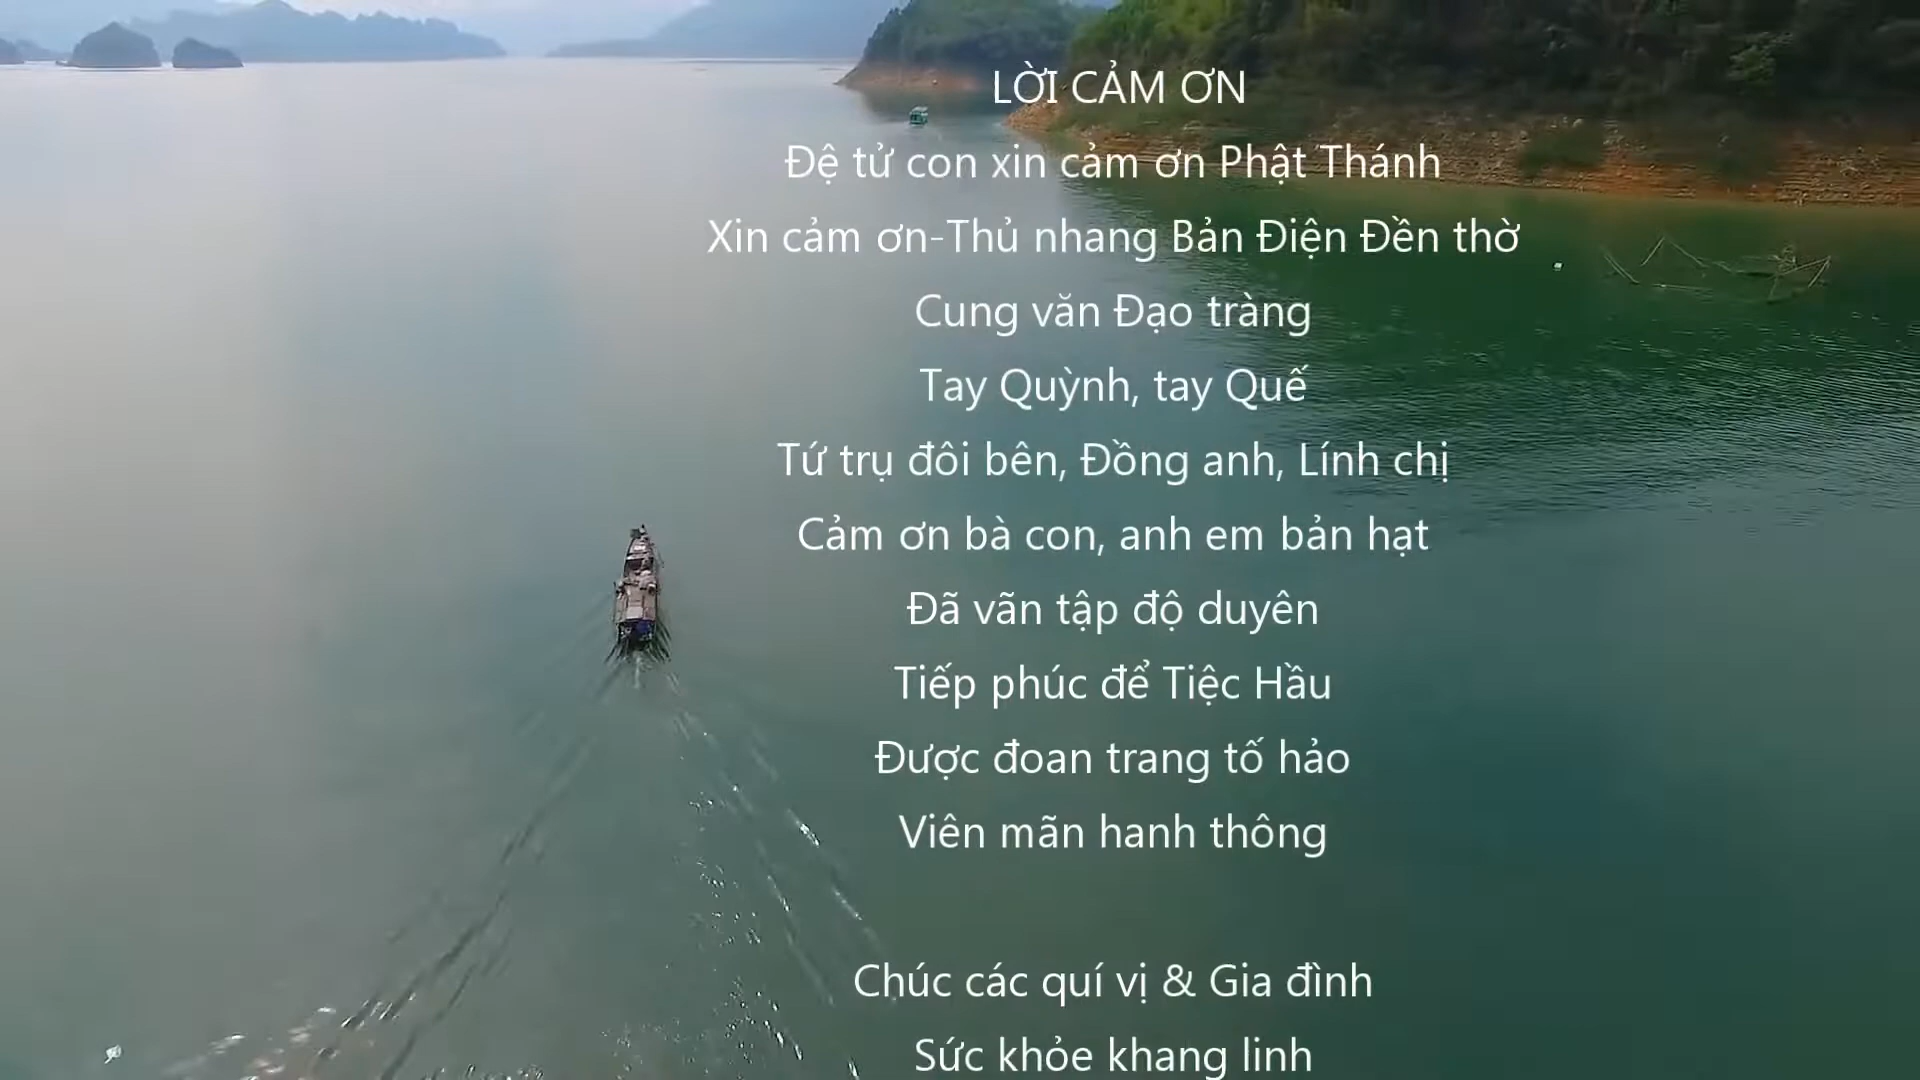 LỜI CẢM ƠN
Đệ tử con xin cảm ơn Phật Thánh
Xin cảm ơn-Thủ nhang Bản Điện Đền thờ
Cung văn Đạo tràng
Tay Quỳnh, tay Quế
Tứ trụ đôi bên, Đồng anh, Lính chị
Cảm ơn bà con, anh em bản hạt
Đã vãn tập độ duyên
Tiếp phúc để Tiệc Hầu
Được đoan trang tố hảo
Viên mãn hanh thông
Chúc các quí vị & Gia đình
Sức khỏe khang linh